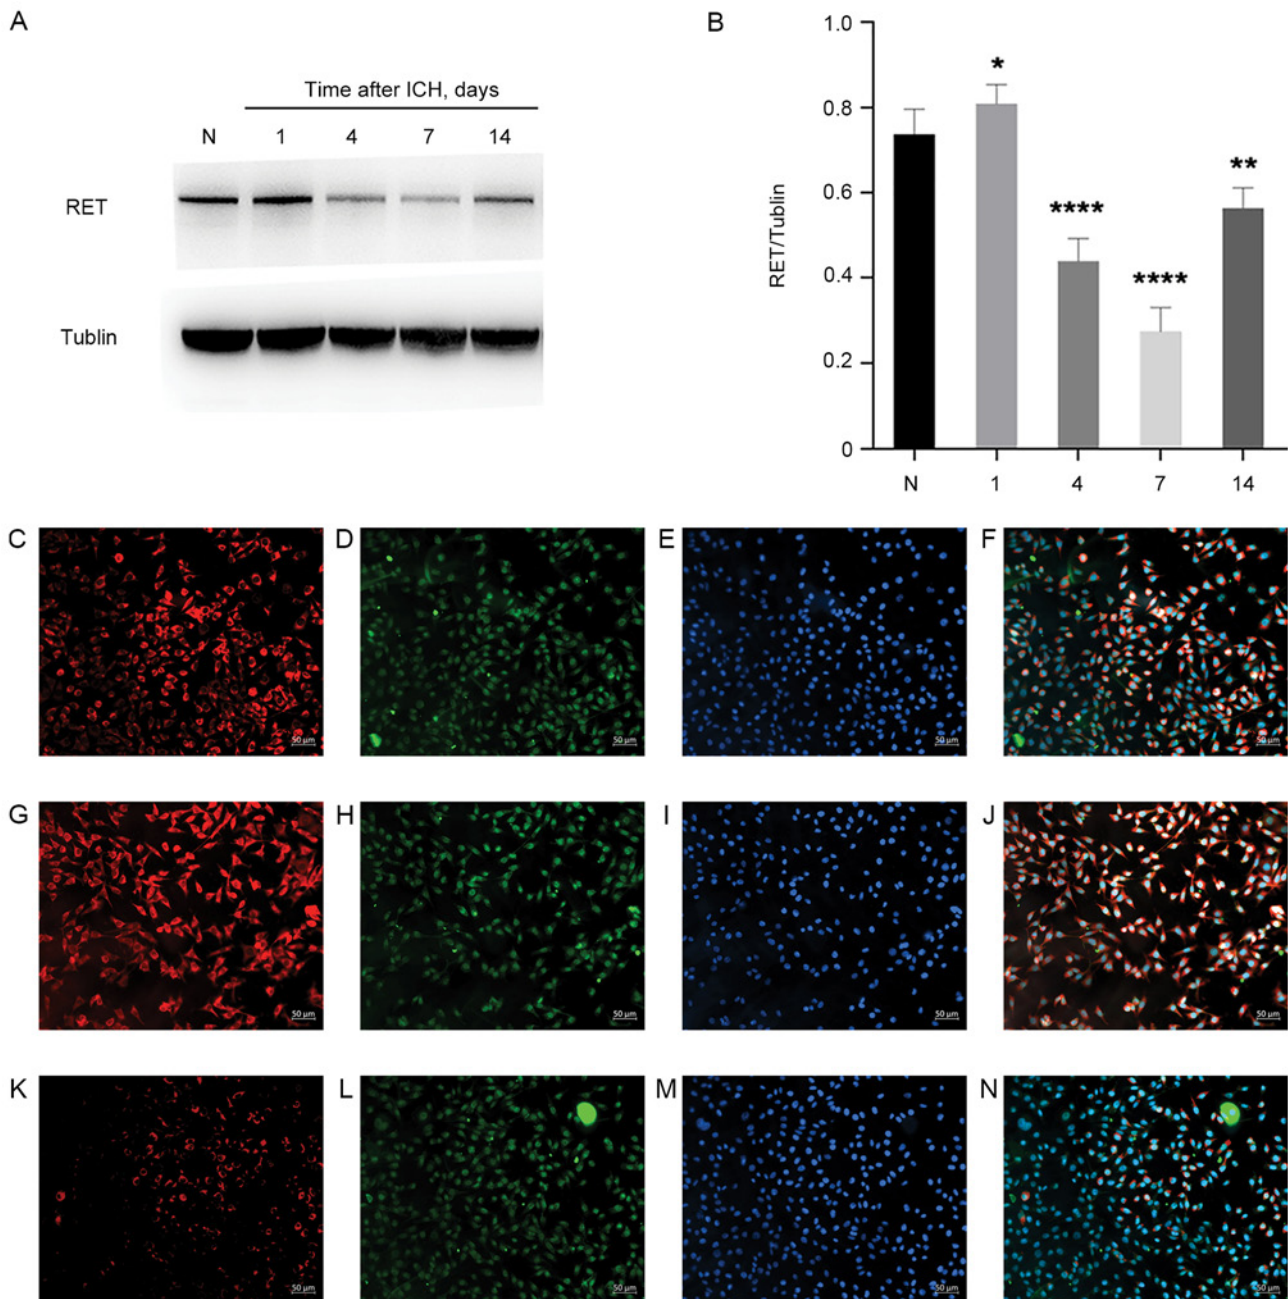 A
Time after ICH, days
N 1 4 7 14
RET
Tublin
B
RET/Tublin
1.0
0.8
0.6
0.4
0.2
0
*
****
****
**
N 1 4 7 14
C D E F
50 µm 50 µm 50 µm 50 µm
G H I J
50 µm 50 µm 50 µm 50 µm
K L M N
50 µm 50 µm 50 µm 50 µm